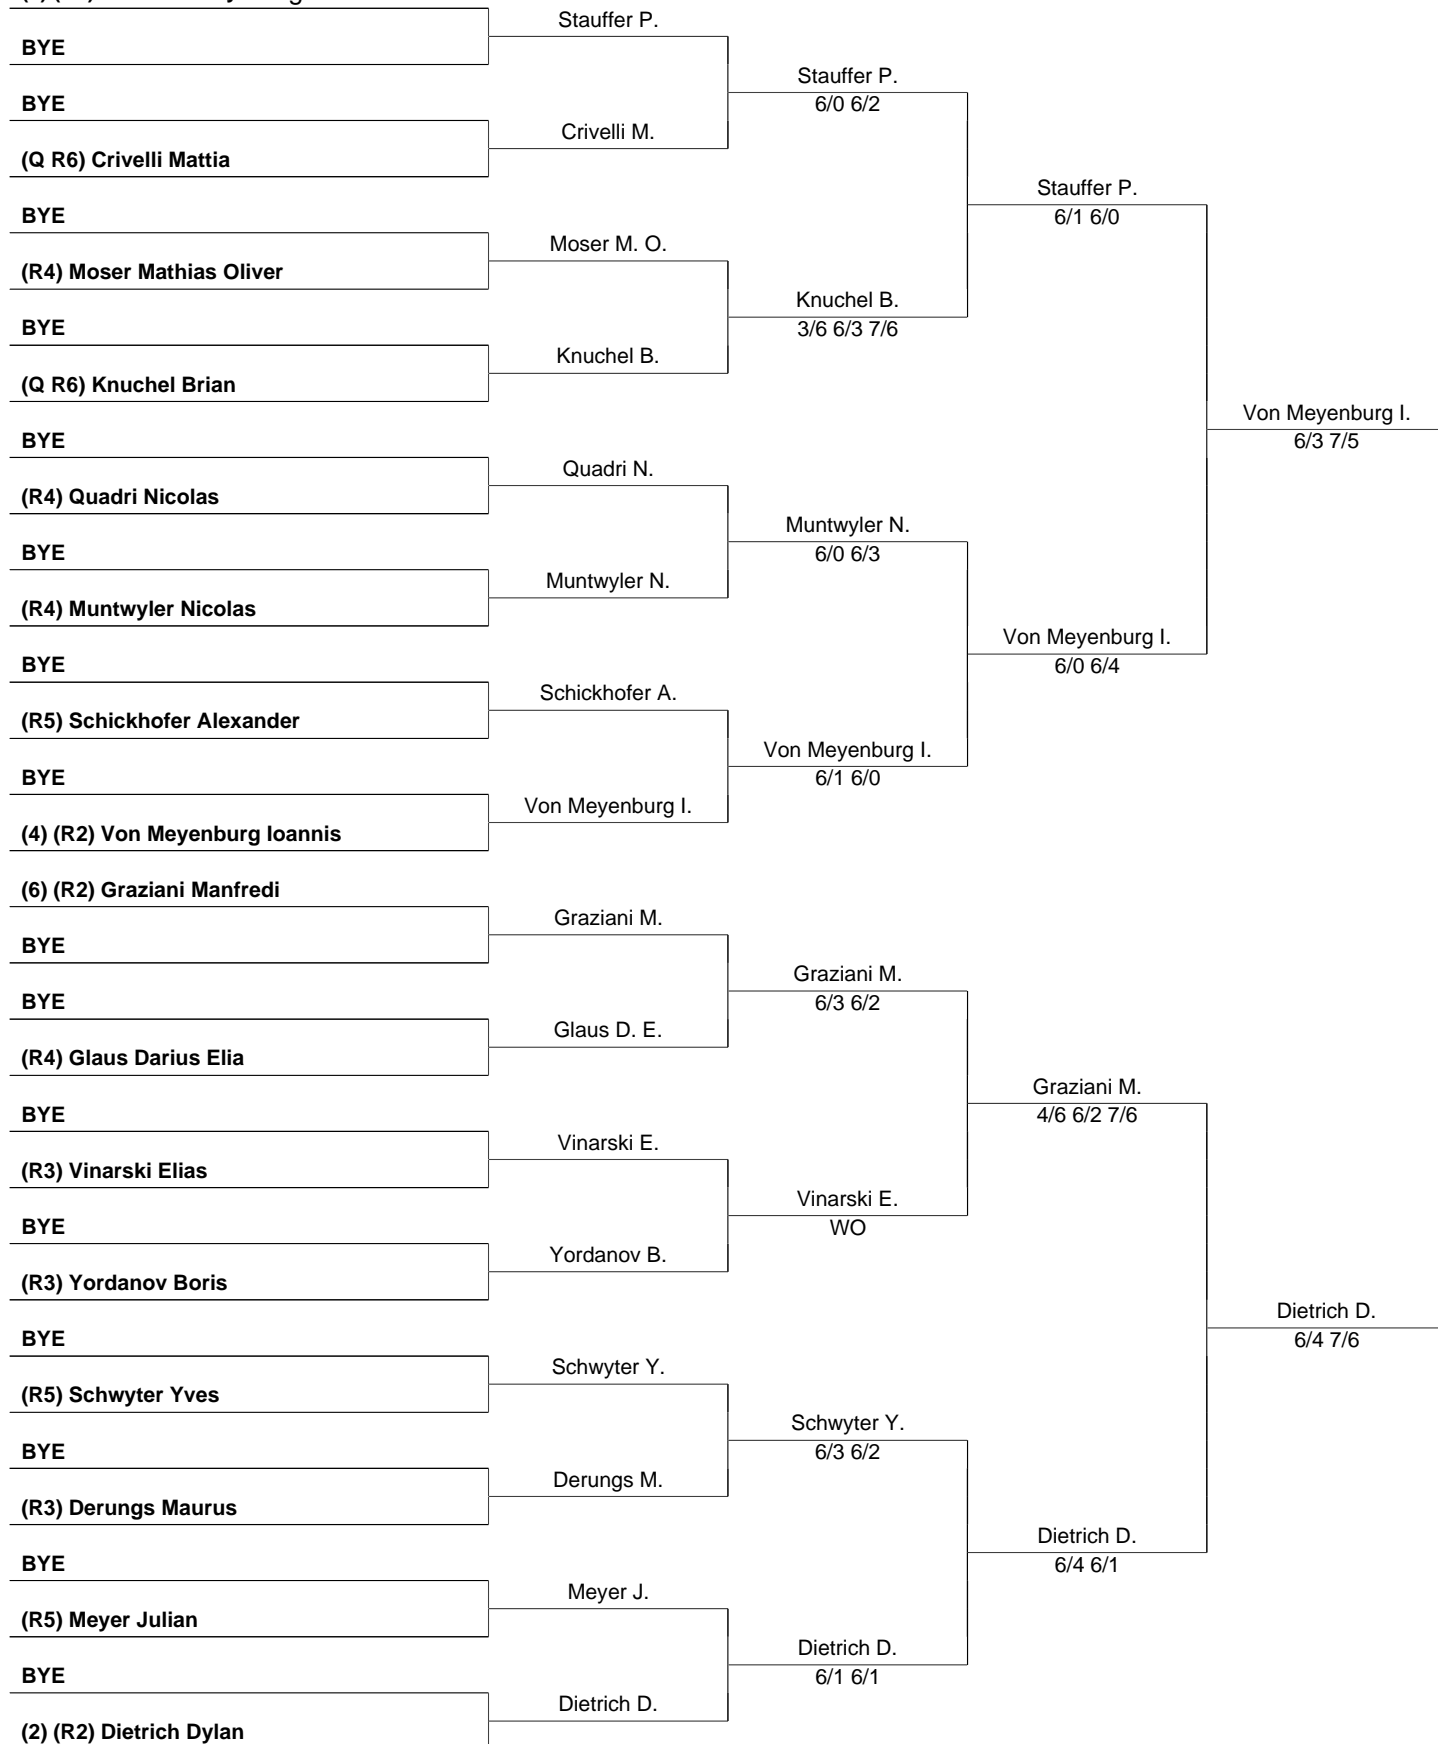 BYE
BYE
(Q R6) Crivelli Mattia
BYE
(R4) Moser Mathias Oliver
BYE
(Q R6) Knuchel Brian
BYE
(R4) Quadri Nicolas
BYE
(R4) Muntwyler Nicolas
BYE
(R5) Schickhofer Alexander
BYE
(4) (R2) Von Meyenburg Ioannis
(6) (R2) Graziani Manfredi
BYE
BYE
(R4) Glaus Darius Elia
BYE
(R3) Vinarski Elias
BYE
(R3) Yordanov Boris
BYE
(R5) Schwyter Yves
BYE
(R3) Derungs Maurus
BYE
(R5) Meyer Julian
BYE
(2) (R2) Dietrich Dylan
Stauffer P.
Crivelli M.
Moser M. O.
Knuchel B.
Quadri N.
Muntwyler N.
Schickhofer A.
Von Meyenburg I.
Graziani M.
Glaus D. E.
Vinarski E.
Yordanov B.
Schwyter Y.
Derungs M.
Meyer J.
Dietrich D.
Stauffer P.
6/0 6/2
Knuchel B.
3/6 6/3 7/6
Muntwyler N.
6/0 6/3
Von Meyenburg I.
6/1 6/0
Graziani M.
6/3 6/2
Vinarski E.
WO
Schwyter Y.
6/3 6/2
Dietrich D.
6/1 6/1
Stauffer P.
6/1 6/0
Von Meyenburg I.
6/0 6/4
Graziani M.
4/6 6/2 7/6
Dietrich D.
6/4 6/1
Von Meyenburg I.
6/3 7/5
Dietrich D.
6/4 7/6